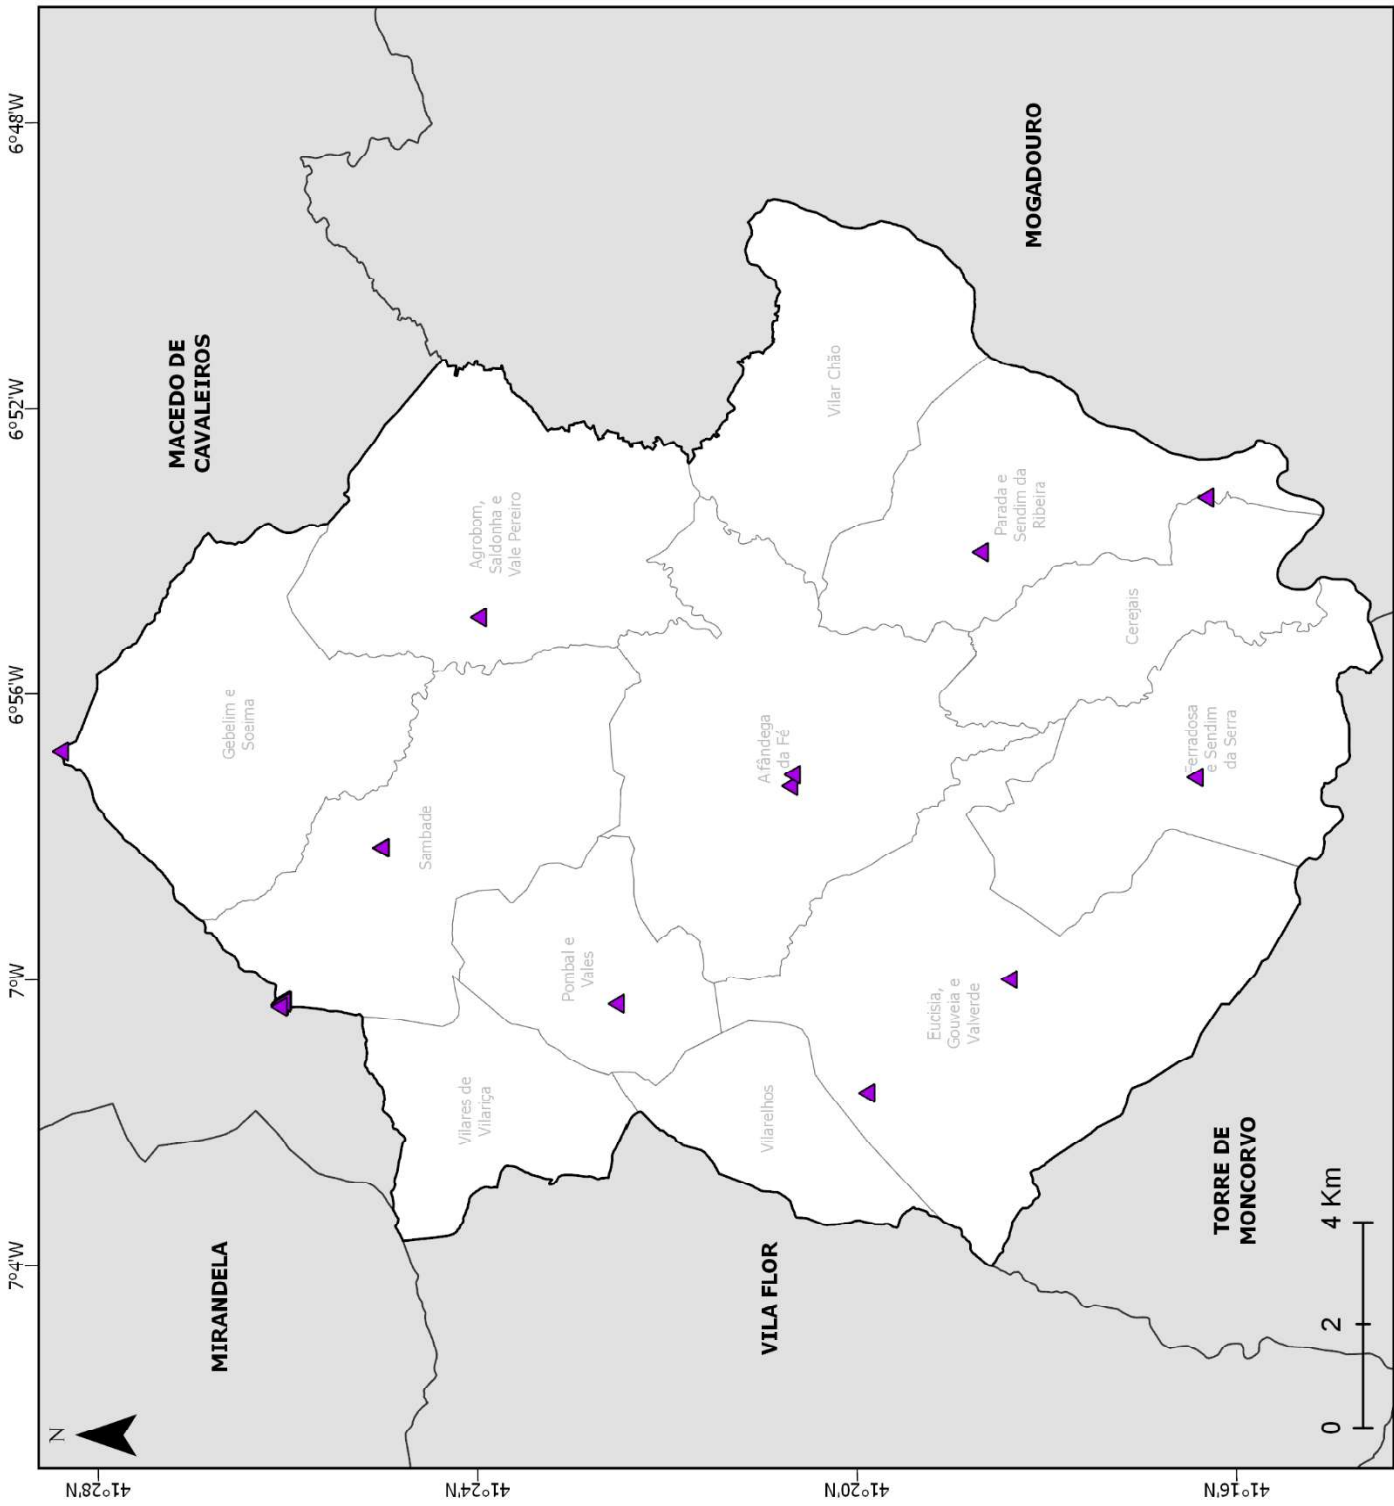 7°4'W
7°W
6°56'W
6°52'W
6°48'W
41°28'N
41°24'N
41°20'N
41°16'N
N
MIRANDELA
MACEDO DE
CAVALEIROS
MOGADOURO
VILA FLOR
TORRE DE
MONCORVO
Gebelim e
Soeima
Sambade
Agrobom,
Saldonha e
Vale Pereiro
Vilares de
Vilariça
Pombal e
Vales
Vilarelhos
Alfândega
da Fé
Vilar Chão
Eucisia,
Gouveia e
Valverde
Parada e
Sendim da
Ribeira
Cerejais
Ferradosa
e Sendim
da Serra
0 2 4 Km